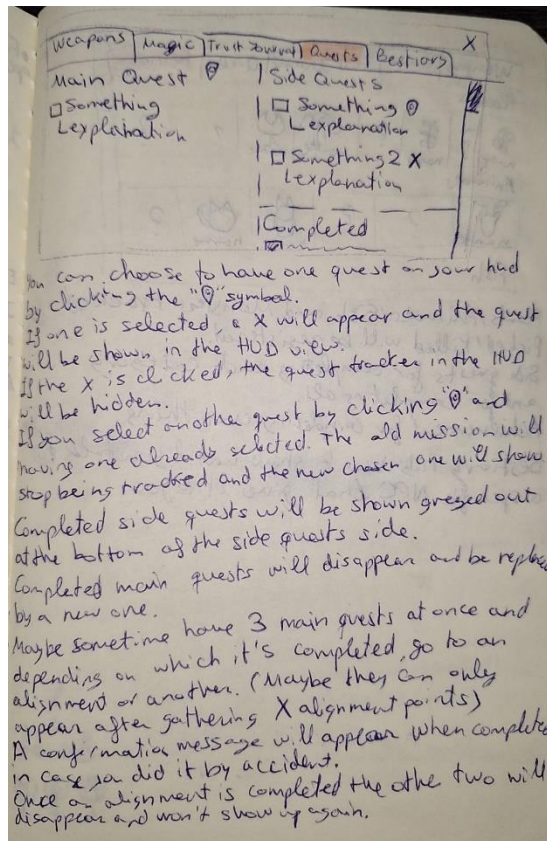 Weapons | Magic | Trust Journal | Quests | Bestiary X
Main Quest
Something
explanation
Side Quests
Something
explanation
Something2 X
explanation
Completed
You can choose to have one quest on your hud
by clicking the "" symbol.
If one is selected, a X will appear and the quest
will be shown in the HUD view.
If the X is clicked, the quest tracker in the HUD
will be hidden.
If you select another quest by clicking "" and
having one already selected. The old mission will
stop being tracked and the new chosen one will show
Completed side quests will be shown greyed out
at the bottom of the side quests side.
Completed main quests will disappear and be replaced
by a new one.
Maybe sometime have 3 main quests at once and
depending on which it's completed, go to an
alignment or another. (Maybe they can only
appear after gathering X alignment points)
A confirmation message will appear when complete
in case you did it by accident.
Once an alignment is completed the othe two will
disappear and won't show up again.